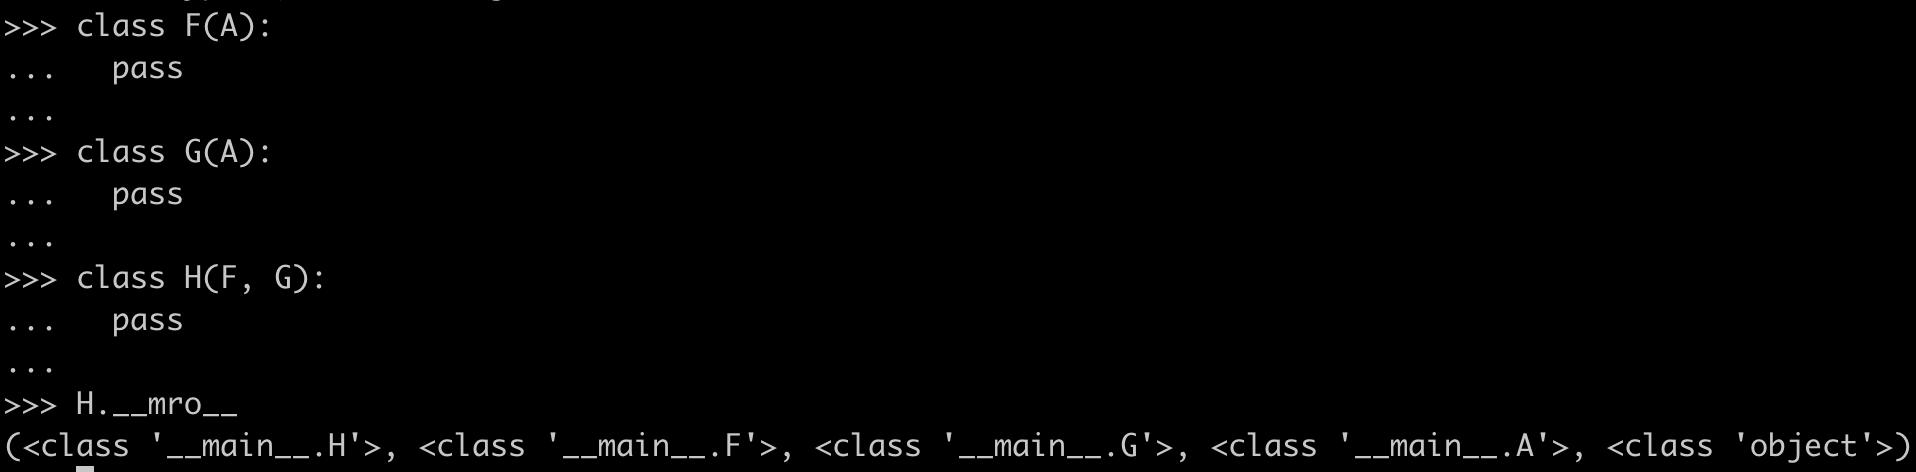 >>> class F(A):
...   pass
...
>>> class G(A):
...   pass
...
>>> class H(F, G):
...   pass
...
>>> H.__mro__
(<class '__main__.H'>, <class '__main__.F'>, <class '__main__.G'>, <class '__main__.A'>, <class 'object'>)